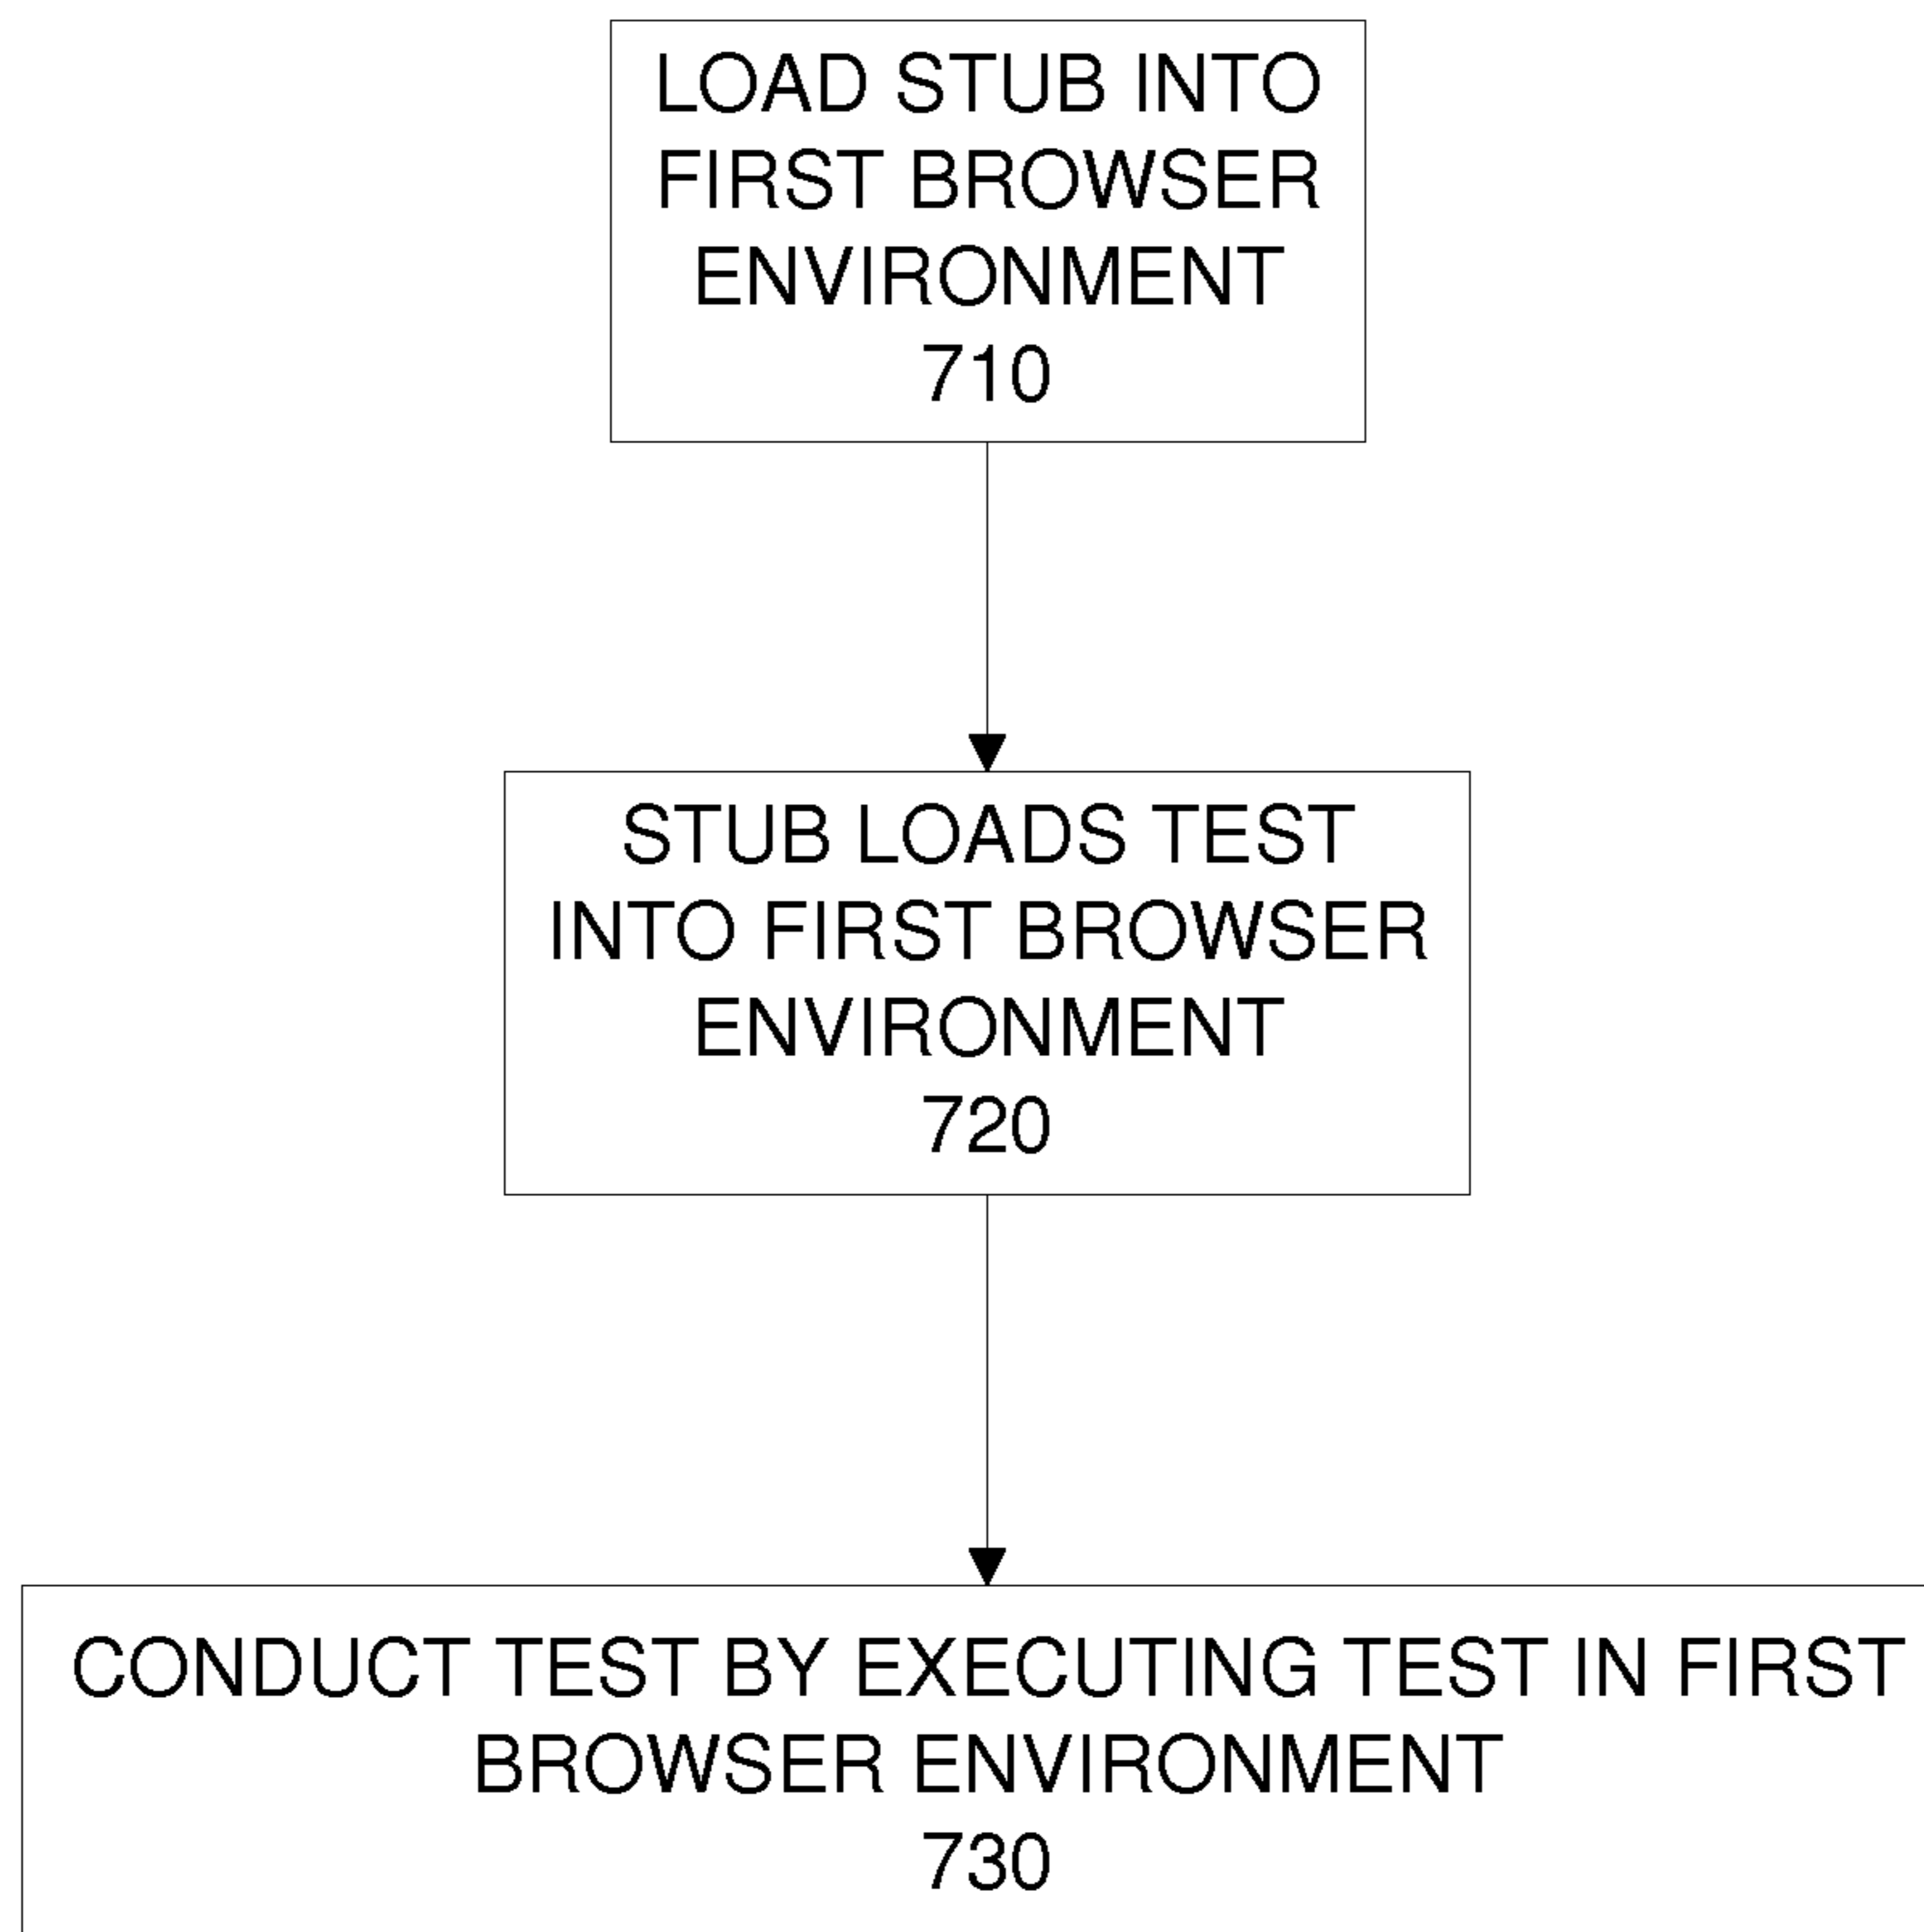 LOAD STUB INTO
FIRST BROWSER
ENVIRONMENT
710
STUB LOADS TEST
INTO FIRST BROWSER
ENVIRONMENT
720
CONDUCT TEST BY EXECUTING TEST IN FIRST
BROWSER ENVIRONMENT
730